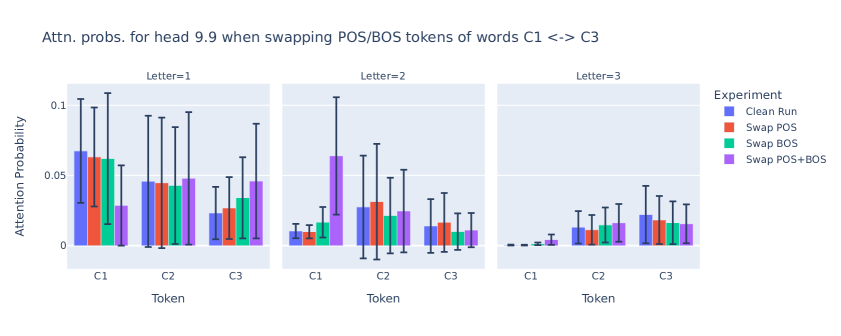 Attn. probs. for head 9.9 when swapping POS/BOS tokens of words C1 <-> C3
Letter=1
Letter=2
Letter=3
Experiment
Clean Run
Swap POS
Swap BOS
Swap POS+BOS
Attention Probability
0.1
0.05
0
C1 C2 C3
C1 C2 C3
C1 C2 C3
Token
Token
Token